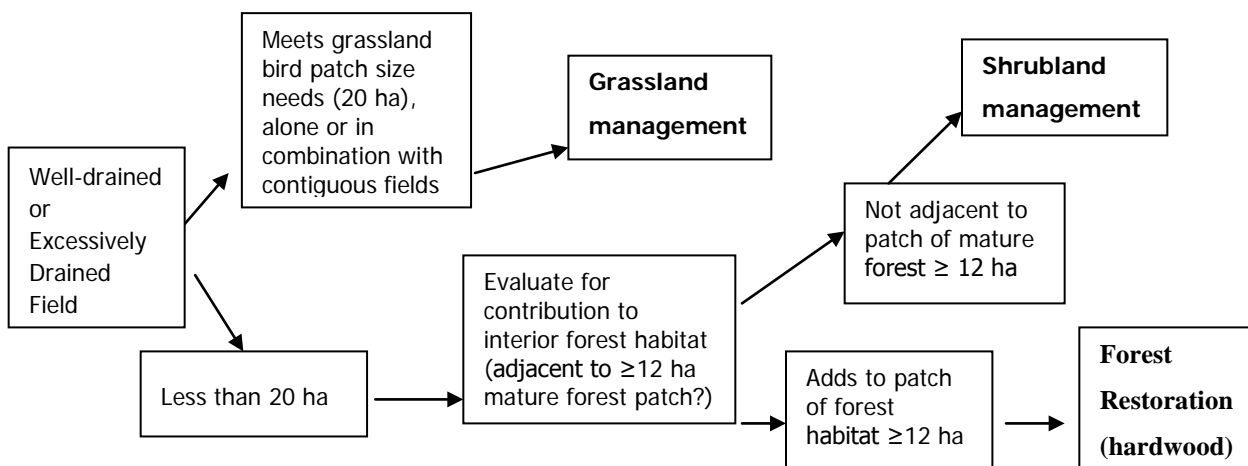 Well-drained
or
Excessively
Drained
Field
Meets grassland
bird patch size
needs (20 ha),
alone or in
combination with
contiguous fields
Grassland
management
Less than 20 ha
Evaluate for
contribution to
interior forest habitat
(adjacent to ≥12 ha
mature forest patch?)
Not adjacent to
patch of mature
forest ≥ 12 ha
Shrubland
management
Adds to patch
of forest
habitat ≥12 ha
Forest
Restoration
(hardwood)